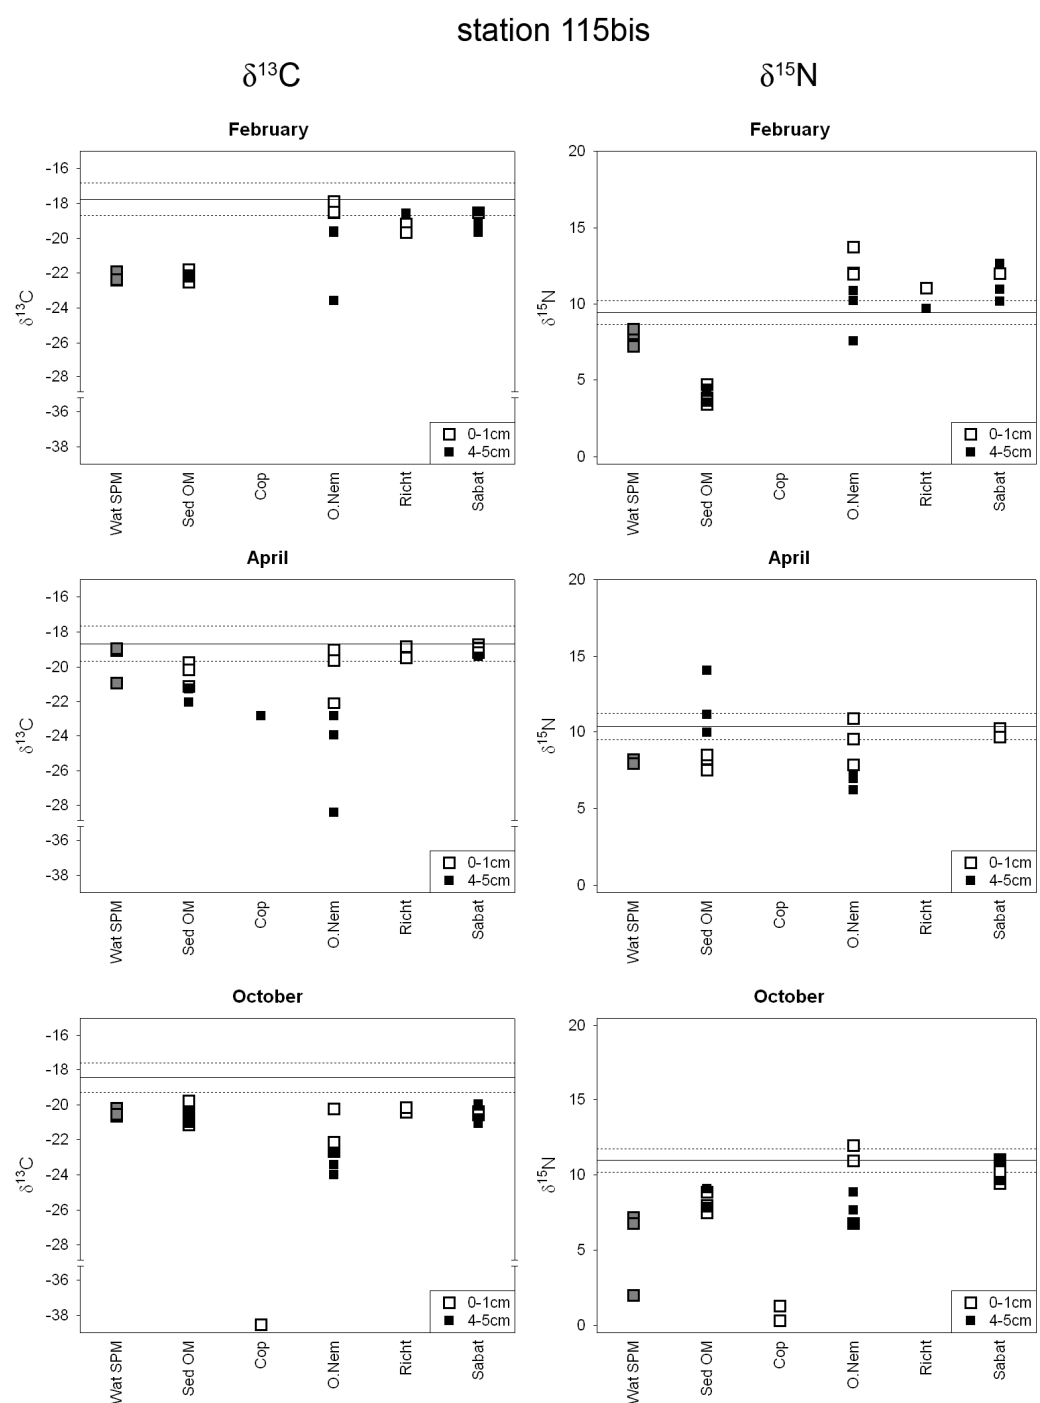 station 115bis
δ13C
δ15N
February
-16
-18
-20
-22
-24
-26
-28
-36
-38
δ13C
0-1cm
4-5cm
Wat SPM
Sed OM
Cop
O.Nem
Richt
Sabat
February
20
15
10
5
0
δ15N
0-1cm
4-5cm
Wat SPM
Sed OM
Cop
O.Nem
Richt
Sabat
April
-16
-18
-20
-22
-24
-26
-28
-36
-38
δ13C
0-1cm
4-5cm
Wat SPM
Sed OM
Cop
O.Nem
Richt
Sabat
April
20
15
10
5
0
δ15N
0-1cm
4-5cm
Wat SPM
Sed OM
Cop
O.Nem
Richt
Sabat
October
-16
-18
-20
-22
-24
-26
-28
-36
-38
δ13C
0-1cm
4-5cm
Wat SPM
Sed OM
Cop
O.Nem
Richt
Sabat
October
20
15
10
5
0
δ15N
0-1cm
4-5cm
Wat SPM
Sed OM
Cop
O.Nem
Richt
Sabat